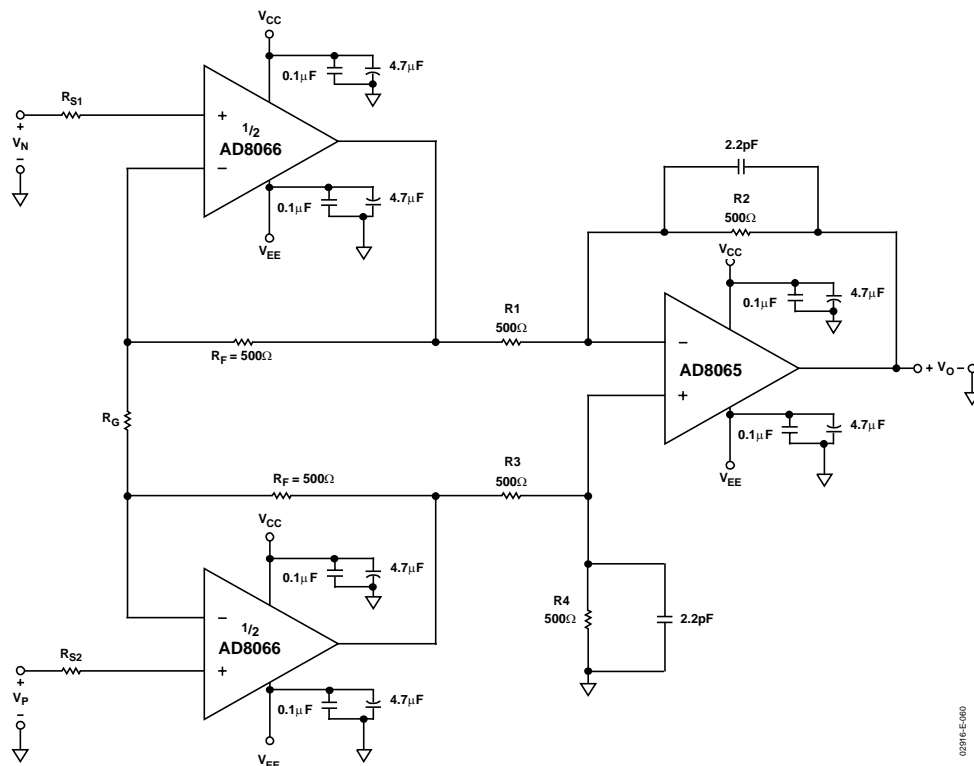 VCC
4.7μF
0.1μF
RS1
+
VN
−
+
1/2
AD8066
−
4.7μF
0.1μF
VEE
2.2pF
R2
500Ω
VCC
4.7μF
0.1μF
R1
500Ω
RF = 500Ω
−
AD8065
+
+ VO −
RG
4.7μF
0.1μF
VEE
R3
500Ω
RF = 500Ω
VCC
4.7μF
0.1μF
R4
500Ω
2.2pF
−
1/2
AD8066
+
RS2
+
VP
−
4.7μF
0.1μF
VEE
02916-E-060